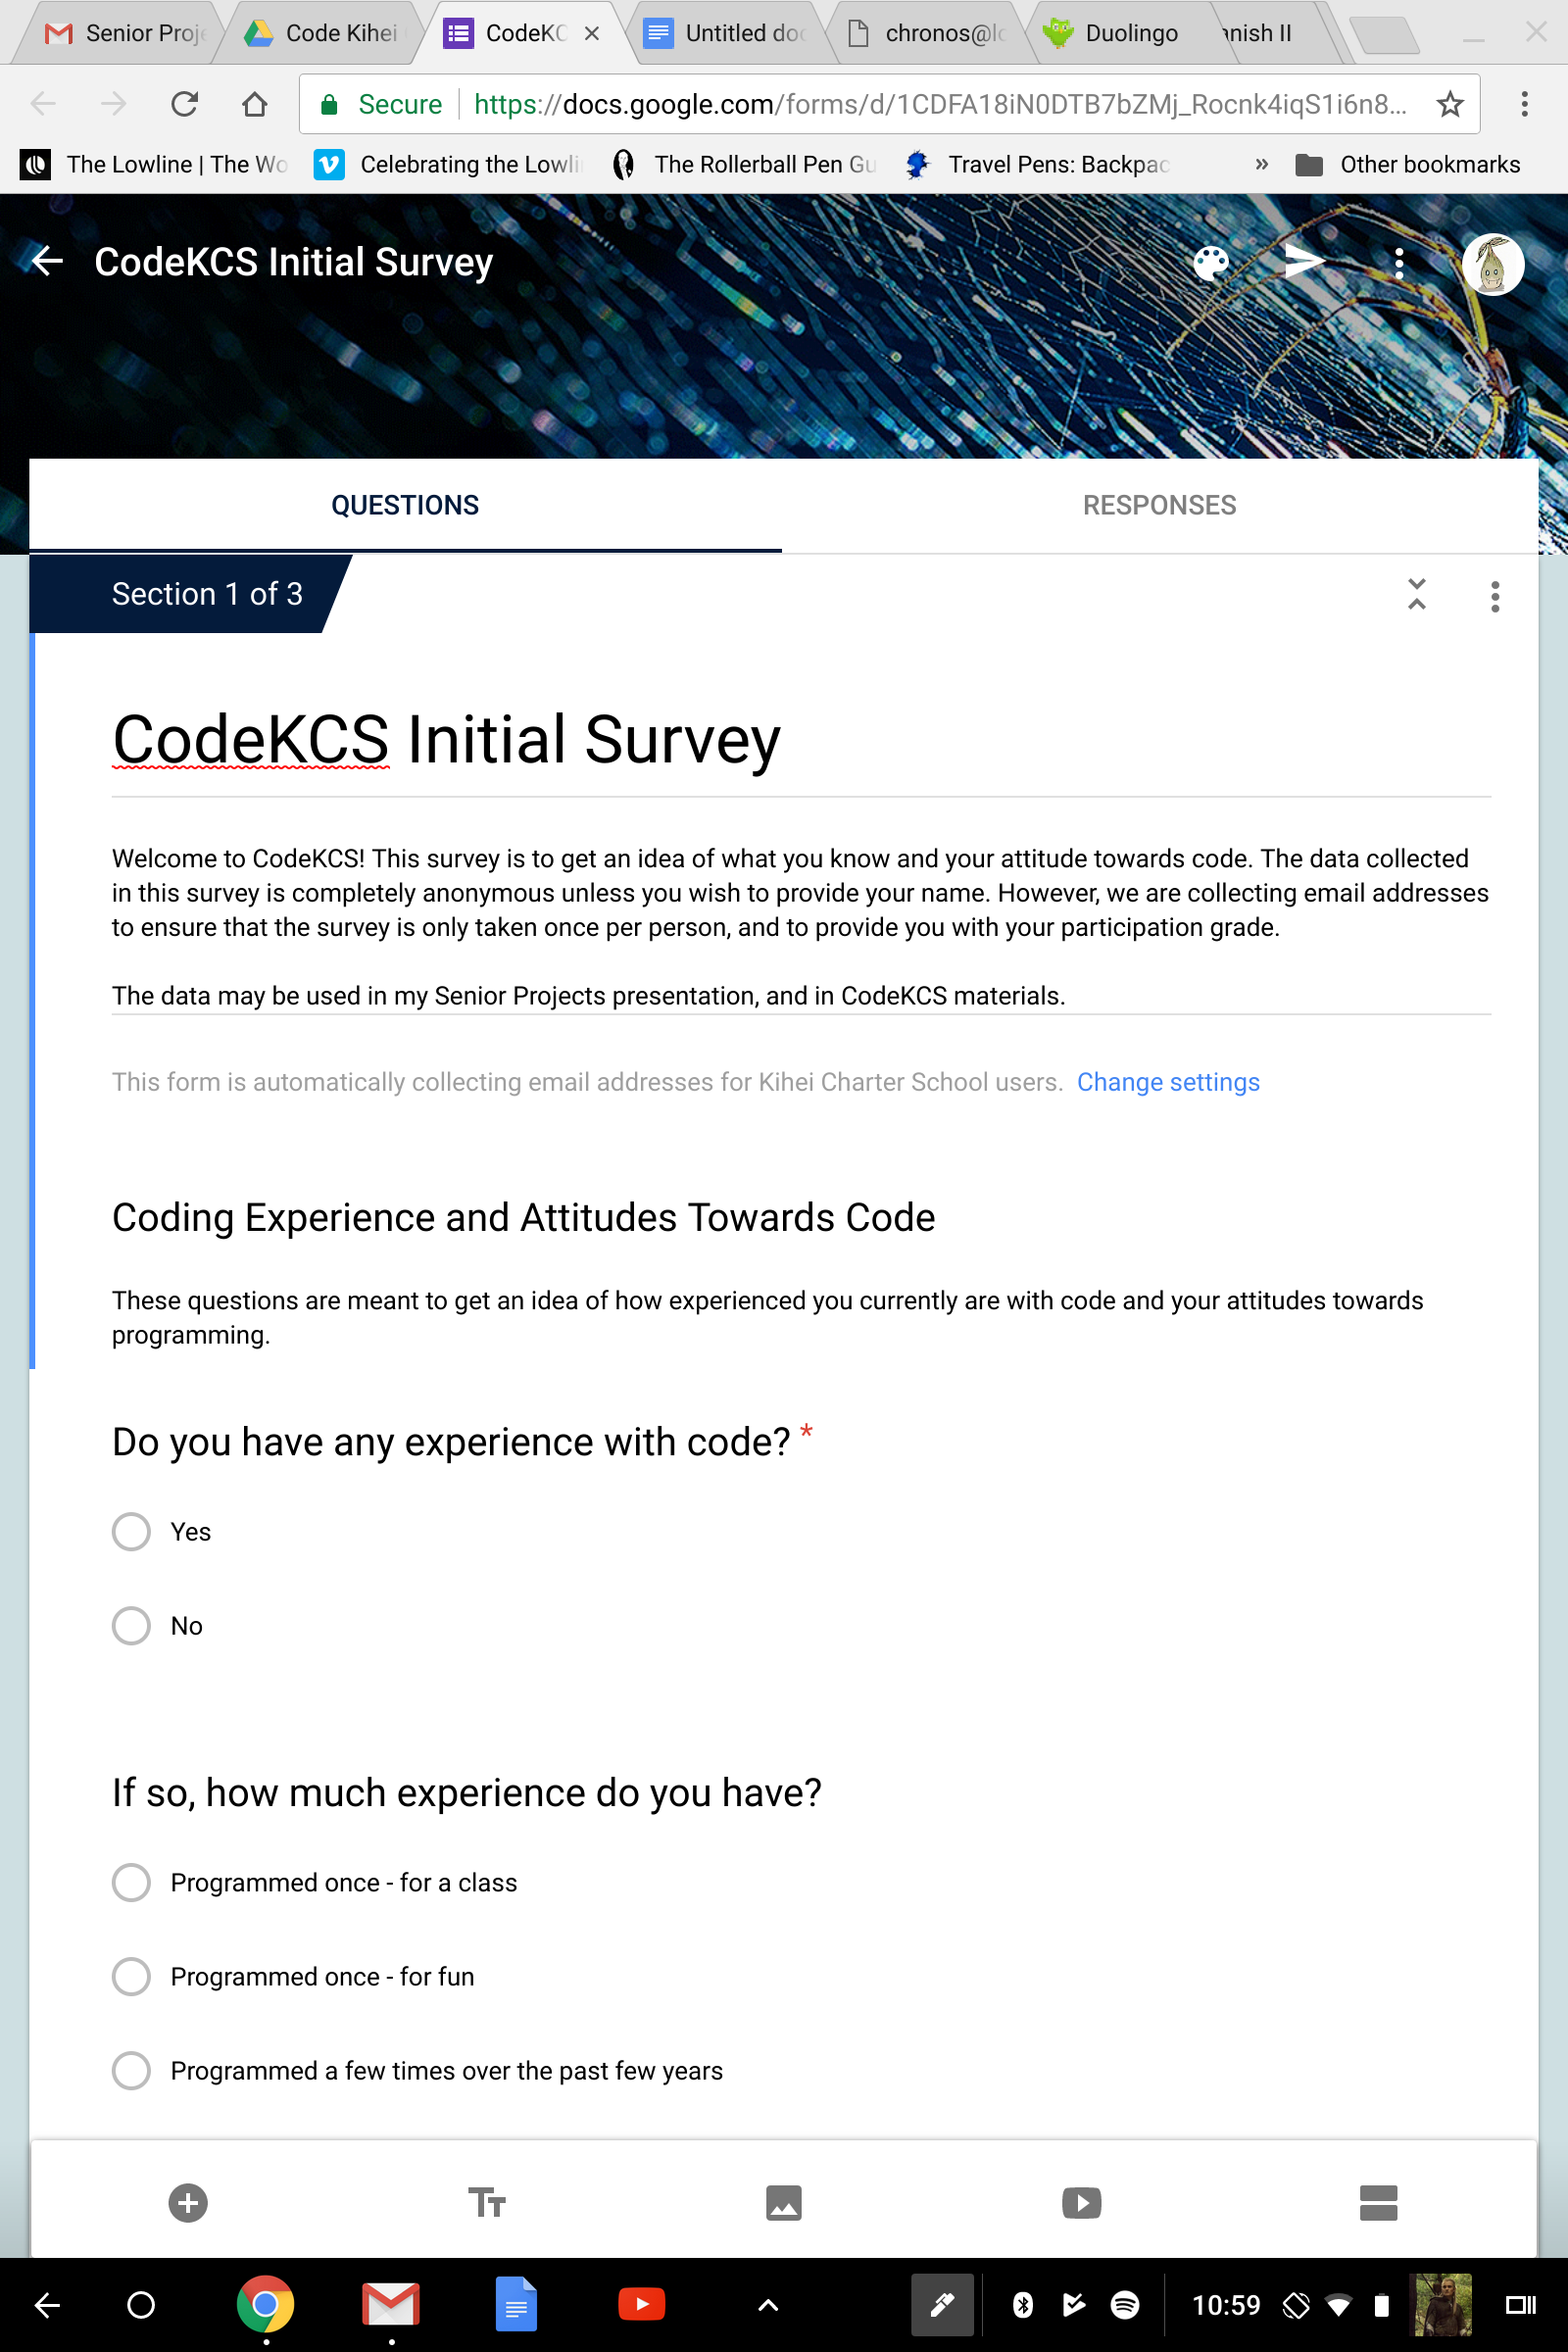 Senior Proje
Code Kihei
CodeKC
Untitled doc
chronos@lo
Duolingo
anish II
Secure
https://docs.google.com/forms/d/1CDFA18iN0DTB7bZMj_Rocnk4iqS1i6n8...
The Lowline | The Wo
Celebrating the Lowli
The Rollerball Pen Gu
Travel Pens: Backpac
»
Other bookmarks
CodeKCS Initial Survey
QUESTIONS
RESPONSES
Section 1 of 3
CodeKCS Initial Survey
Welcome to CodeKCS! This survey is to get an idea of what you know and your attitude towards code. The data collected
in this survey is completely anonymous unless you wish to provide your name. However, we are collecting email addresses
to ensure that the survey is only taken once per person, and to provide you with your participation grade.
The data may be used in my Senior Projects presentation, and in CodeKCS materials.
This form is automatically collecting email addresses for Kihei Charter School users. Change settings
Coding Experience and Attitudes Towards Code
These questions are meant to get an idea of how experienced you currently are with code and your attitudes towards
programming.
Do you have any experience with code? *
Yes
No
If so, how much experience do you have?
Programmed once - for a class
Programmed once - for fun
Programmed a few times over the past few years
Tт
10:59